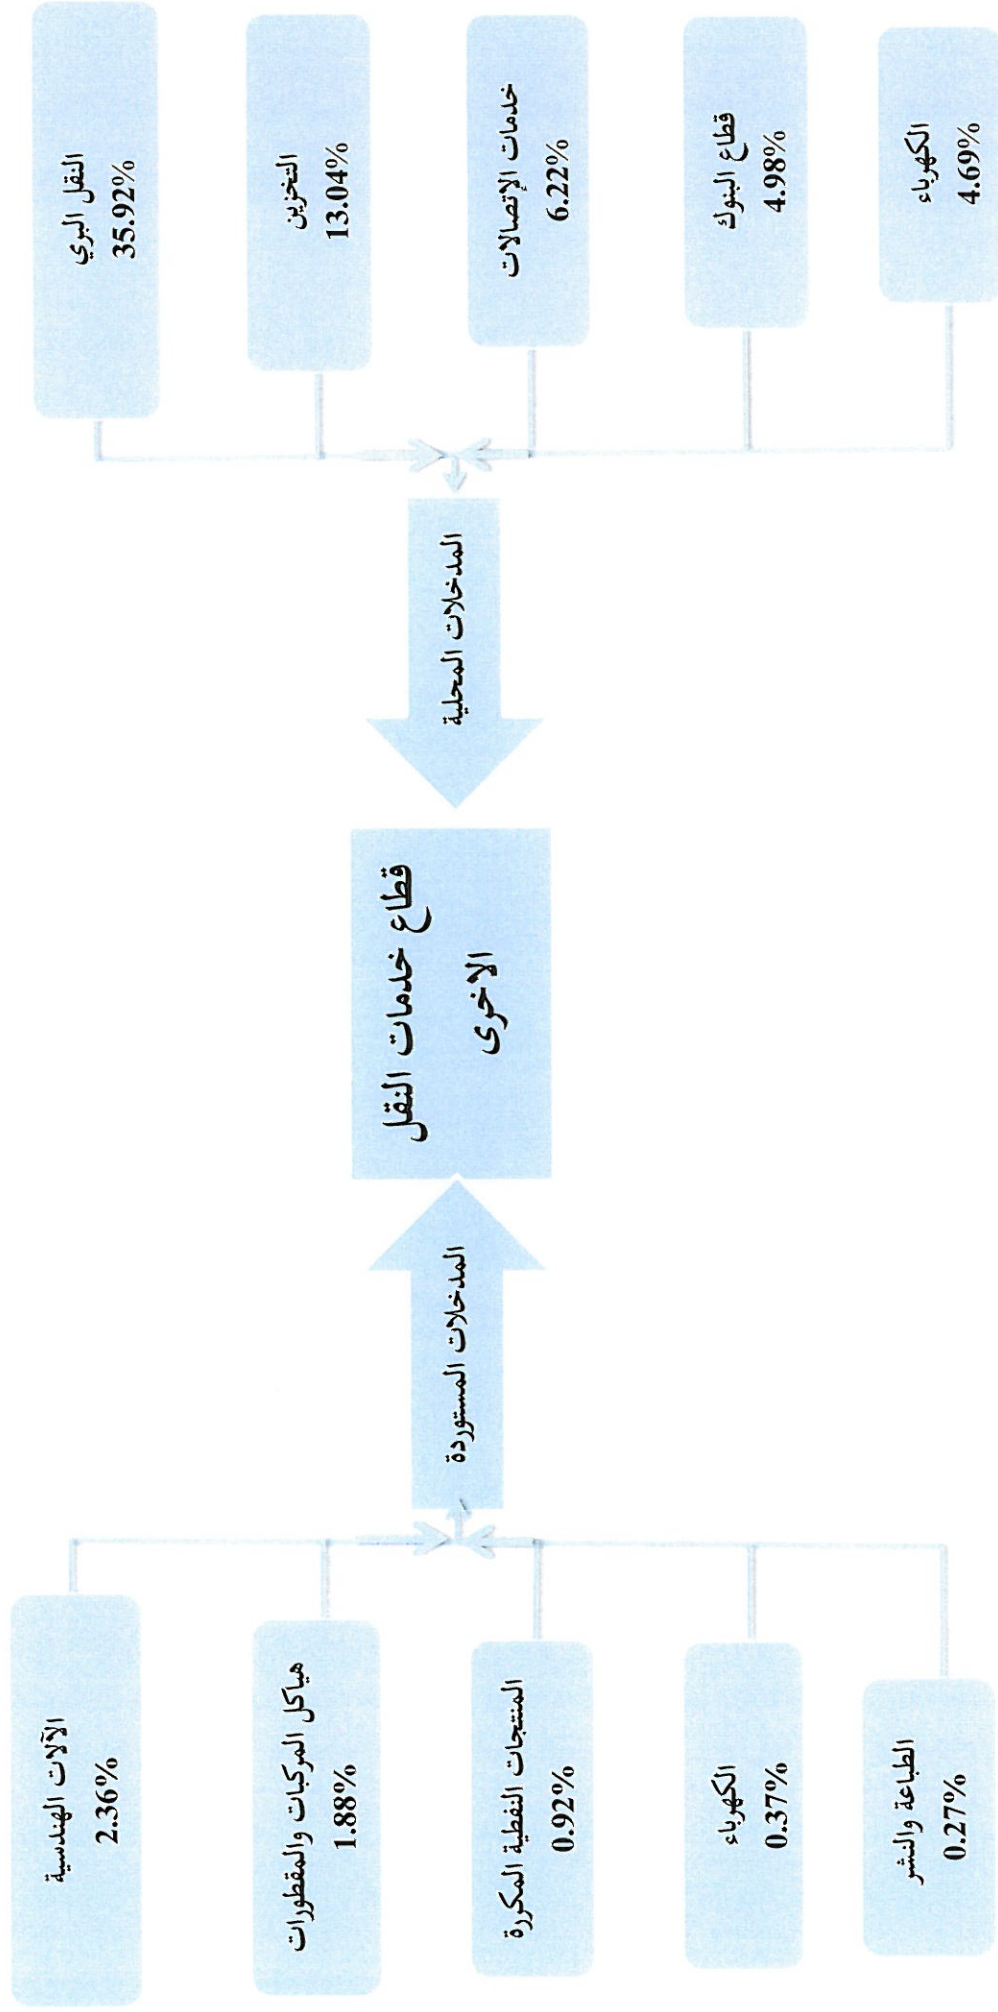 النقل البري
35.92%
التخزين
13.04%
خدمات الإتصالات
6.22%
قطاع البنوك
4.98%
الكهرباء
4.69%
المدخلات المحلية
قطاع خدمات النقل
الاخرى
المدخلات المستوردة
الآلات الهندسية
2.36%
هياكل المركبات والمقطورات
1.88%
المنتجات النفطية المكررة
0.92%
الكهرباء
0.37%
الطباعة والنشر
0.27%